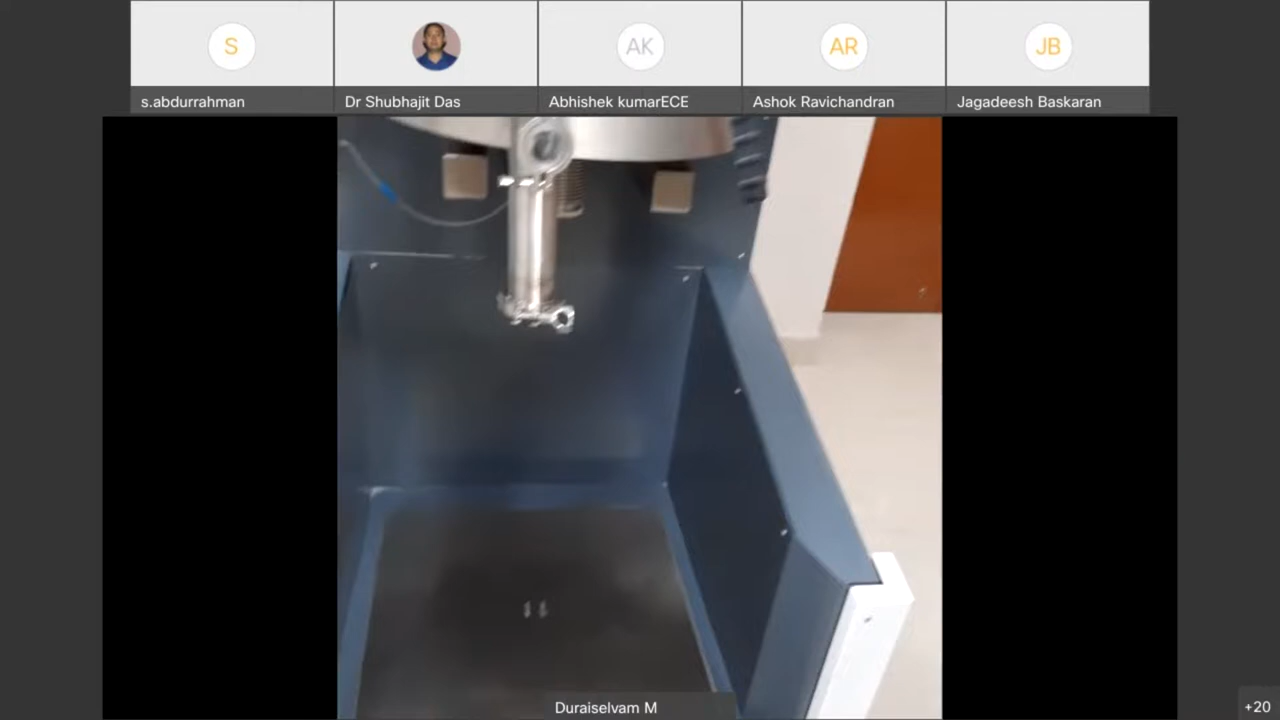 S
AK
AR
JB
s.abdurrahman
Dr Shubhajit Das
Abhishek kumarECE
Ashok Ravichandran
Jagadeesh Baskaran
Duraiselvam M
+20